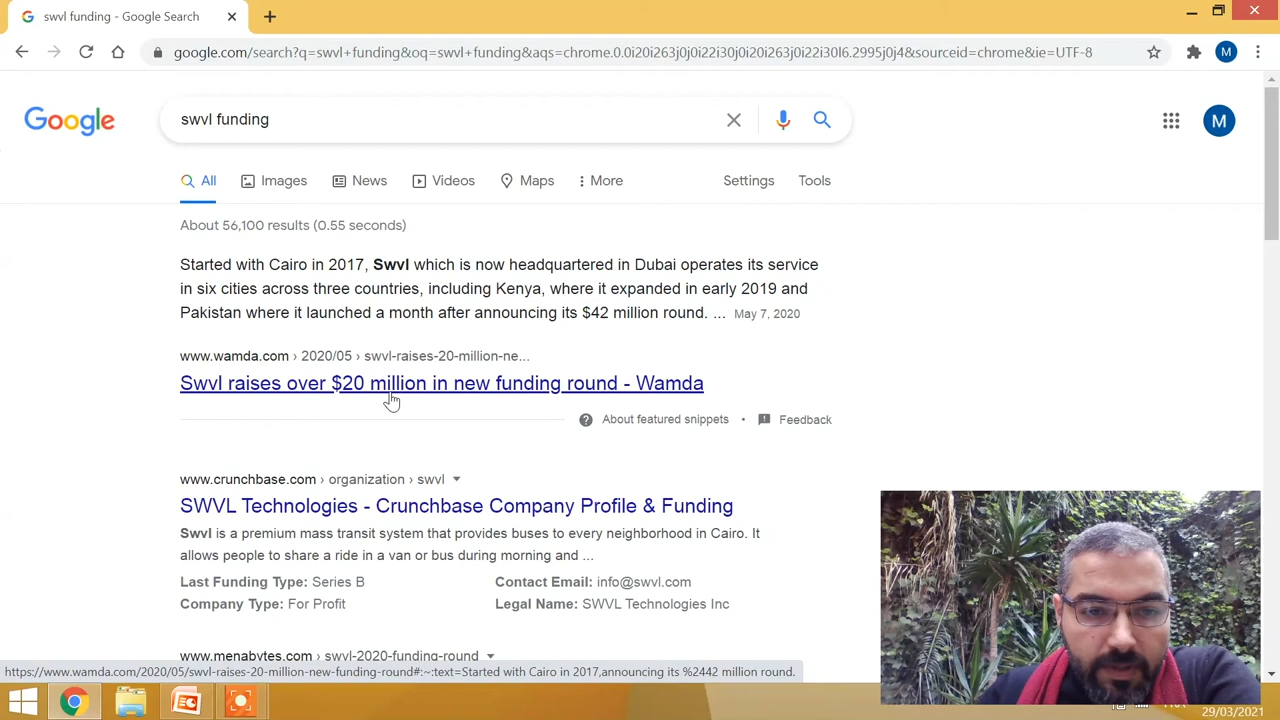 swvl funding - Google Search
google.com/search?q=swvl+funding&oq=swvl+funding&aqs=chrome.0.0i20i263j0i22i30j0i20i263j0i22i30l6.2995j0j4&sourceid=chrome&ie=UTF-8
M
Google
swvl funding
M
All
Images
News
Videos
Maps
More
Settings
Tools
About 56,100 results (0.55 seconds)
Started with Cairo in 2017, Swvl which is now headquartered in Dubai operates its service
in six cities across three countries, including Kenya, where it expanded in early 2019 and
Pakistan where it launched a month after announcing its $42 million round. ... May 7, 2020
www.wamda.com › 2020/05 › swvl-raises-20-million-ne...
Swvl raises over $20 million in new funding round - Wamda
About featured snippets • Feedback
www.crunchbase.com › organization › swvl
SWVL Technologies - Crunchbase Company Profile & Funding
Swvl is a premium mass transit system that provides buses to every neighborhood in Cairo. It
allows people to share a ride in a van or bus during morning and ...
Last Funding Type: Series B
Contact Email: info@swvl.com
Company Type: For Profit
Legal Name: SWVL Technologies Inc
www.menabytes.com › swvl-2020-funding-round
https://www.wamda.com/2020/05/swvl-raises-20-million-new-funding-round#:~:text=Started with Cairo in 2017,announcing its %2442 million round.
29/03/2021